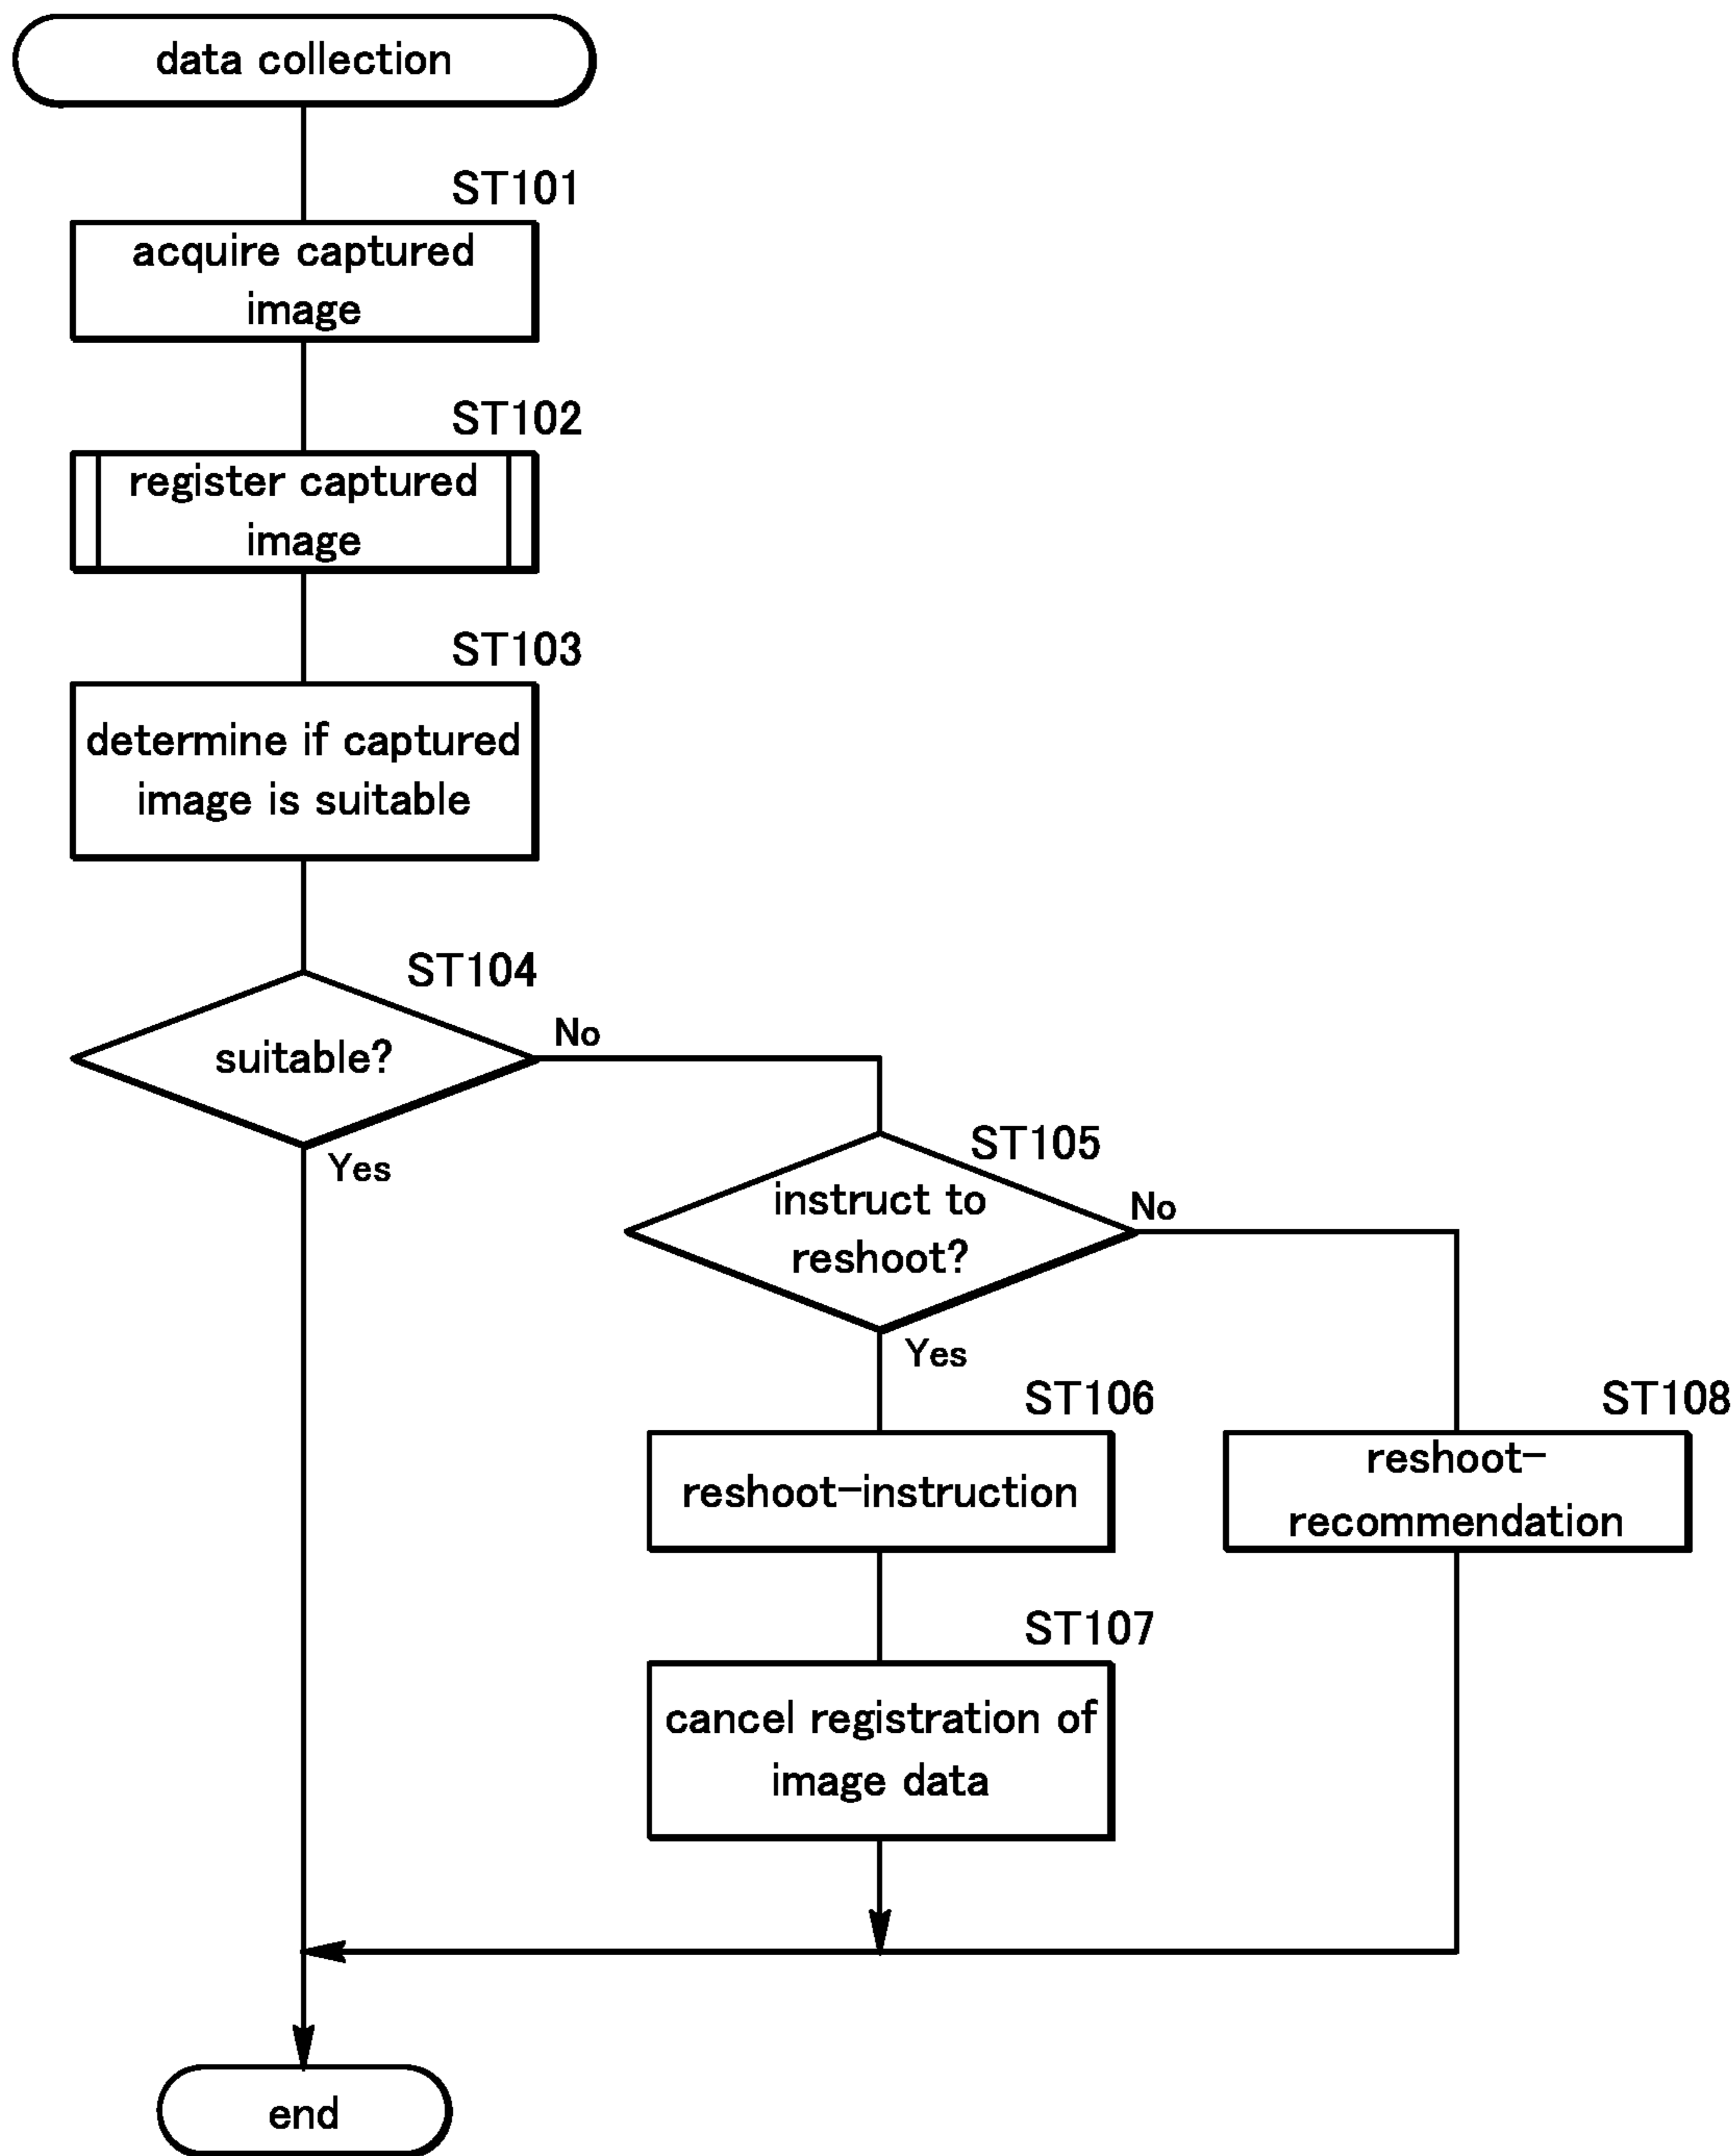 data collection
ST101
acquire captured
image
ST102
register captured
image
ST103
determine if captured
image is suitable
ST104
suitable?
No
Yes
ST105
instruct to
reshoot?
No
Yes
ST106
reshoot-instruction
ST108
reshoot-
recommendation
ST107
cancel registration of
image data
end